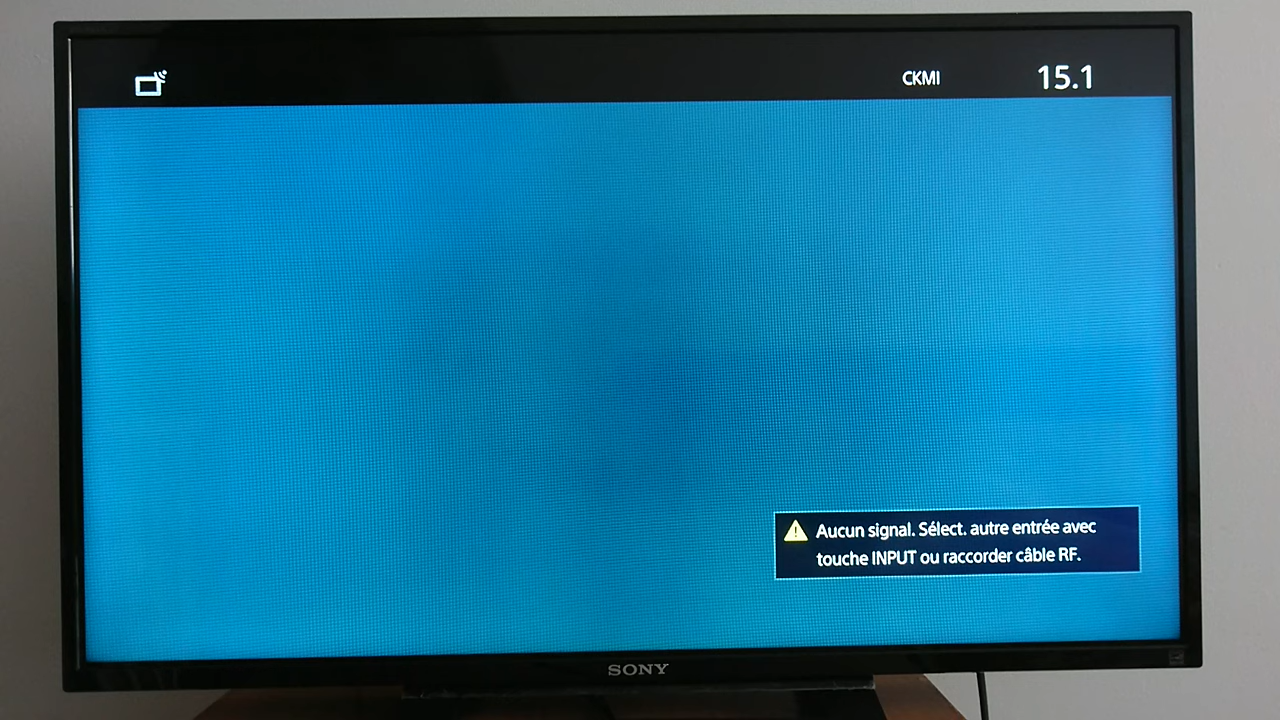 CKMI 15.1
Aucun signal. Sélect. autre entrée avec
touche INPUT ou raccorder câble RF.
SONY